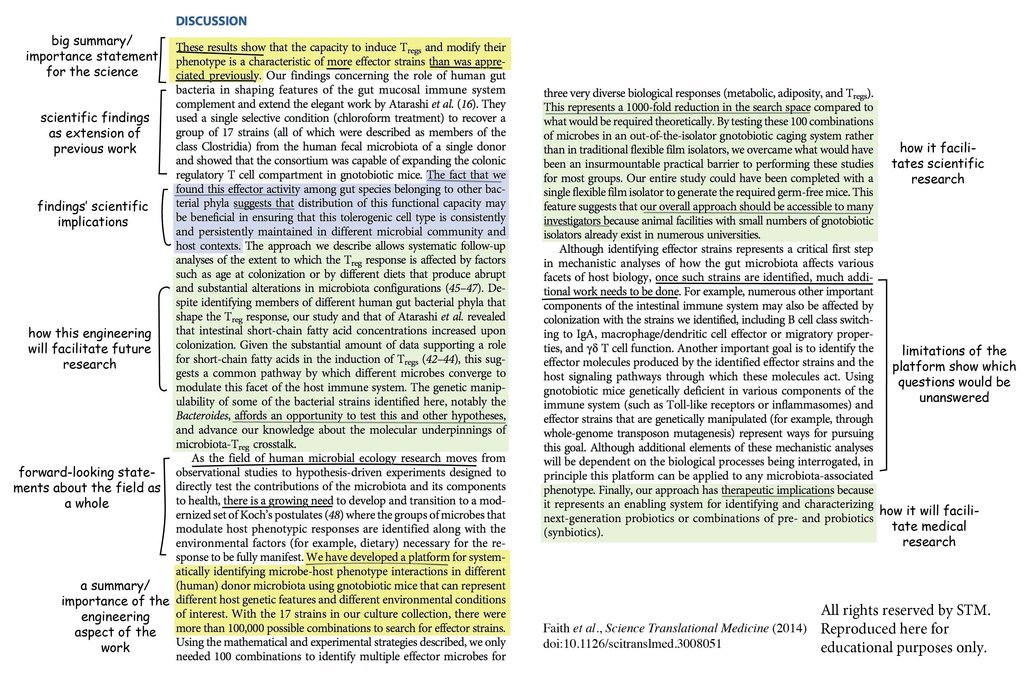 DISCUSSION
big summary/
importance statement
for the science
These results show that the capacity to induce Tregs and modify their
phenotype is a characteristic of more effector strains than was appre-
ciated previously. Our findings concerning the role of human gut
bacteria in shaping features of the gut mucosal immune system
complement and extend the elegant work by Atarashi et al. (16). They
used a single selective condition (chloroform treatment) to recover a
group of 17 strains (all of which were described as members of the
class Clostridia) from the human fecal microbiota of a single donor
and showed that the consortium was capable of expanding the colonic
regulatory T cell compartment in gnotobiotic mice. The fact that we
found this effector activity among gut species belonging to other bac-
terial phyla suggests that distribution of this functional capacity may
be beneficial in ensuring that this tolerogenic cell type is consistently
and persistently maintained in different microbial community and
host contexts. The approach we describe allows systematic follow-up
analyses of the extent to which the Treg response is affected by factors
such as age at colonization or by different diets that produce abrupt
and substantial alterations in microbiota configurations (45–47). De-
spite identifying members of different human gut bacterial phyla that
shape the Treg response, our study and that of Atarashi et al. revealed
that intestinal short-chain fatty acid concentrations increased upon
colonization. Given the substantial amount of data supporting a role
for short-chain fatty acids in the induction of Tregs (42–44), this sug-
gests a common pathway by which different microbes converge to
modulate this facet of the host immune system. The genetic manip-
ulability of some of the bacterial strains identified here, notably the
Bacteroides, affords an opportunity to test this and other hypotheses,
and advance our knowledge about the molecular underpinnings of
microbiota-Treg crosstalk.
As the field of human microbial ecology research moves from
observational studies to hypothesis-driven experiments designed to
directly test the contributions of the microbiota and its components
to health, there is a growing need to develop and transition to a mod-
ernized set of Koch's postulates (48) where the groups of microbes that
modulate host phenotypic responses are identified along with the
environmental factors (for example, dietary) necessary for the re-
sponse to be fully manifest. We have developed a platform for system-
atically identifying microbe-host phenotype interactions in different
(human) donor microbiota using gnotobiotic mice that can represent
different host genetic features and different environmental conditions
of interest. With the 17 strains in our culture collection, there were
more than 100,000 possible combinations to search for effector strains.
Using the mathematical and experimental strategies described, we only
needed 100 combinations to identify multiple effector microbes for
scientific findings
as extension of
previous work
findings' scientific
implications
how this engineering
will facilitate future
research
forward-looking state-
ments about the field as
a whole
a summary/
importance of the
engineering
aspect of the
work
three very diverse biological responses (metabolic, adiposity, and Tregs).
This represents a 1000-fold reduction in the search space compared to
what would be required theoretically. By testing these 100 combinations
of microbes in an out-of-the-isolator gnotobiotic caging system rather
than in traditional flexible film isolators, we overcame what would have
been an insurmountable practical barrier to performing these studies
for most groups. Our entire study could have been completed with a
single flexible film isolator to generate the required germ-free mice. This
feature suggests that our overall approach should be accessible to many
investigators because animal facilities with small numbers of gnotobiotic
isolators already exist in numerous universities.
Although identifying effector strains represents a critical first step
in mechanistic analyses of how the gut microbiota affects various
facets of host biology, once such strains are identified, much addi-
tional work needs to be done. For example, numerous other important
components of the intestinal immune system may also be affected by
colonization with the strains we identified, including B cell class switch-
ing to IgA, macrophage/dendritic cell effector or migratory proper-
ties, and γδ T cell function. Another important goal is to identify the
effector molecules produced by the identified effector strains and the
host signaling pathways through which these molecules act. Using
gnotobiotic mice genetically deficient in various components of the
immune system (such as Toll-like receptors or inflammasomes) and
effector strains that are genetically manipulated (for example, through
whole-genome transposon mutagenesis) represent ways for pursuing
this goal. Although additional elements of these mechanistic analyses
will be dependent on the biological processes being interrogated, in
principle this platform can be applied to any microbiota-associated
phenotype. Finally, our approach has therapeutic implications because
it represents an enabling system for identifying and characterizing
next-generation probiotics or combinations of pre- and probiotics
(synbiotics).
how it facili-
tates scientific
research
limitations of the
platform show which
questions would be
unanswered
how it will facili-
tate medical
research
Faith et al., Science Translational Medicine (2014)
doi:10.1126/scitranslmed.3008051
All rights reserved by STM.
Reproduced here for
educational purposes only.